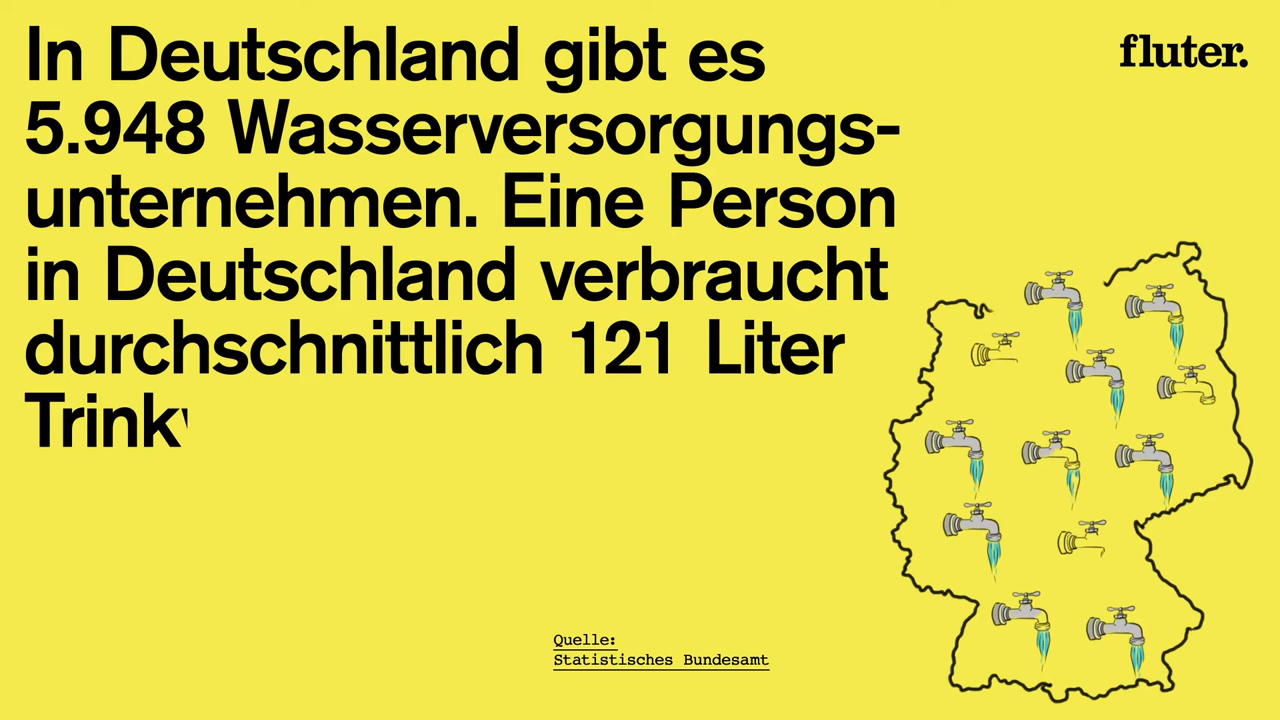 In Deutschland gibt es
5.948 Wasserversorgungs-
unternehmen. Eine Person
in Deutschland verbraucht
durchschnittlich 121 Liter
Trink
fluter.
Quelle:
Statistisches Bundesamt